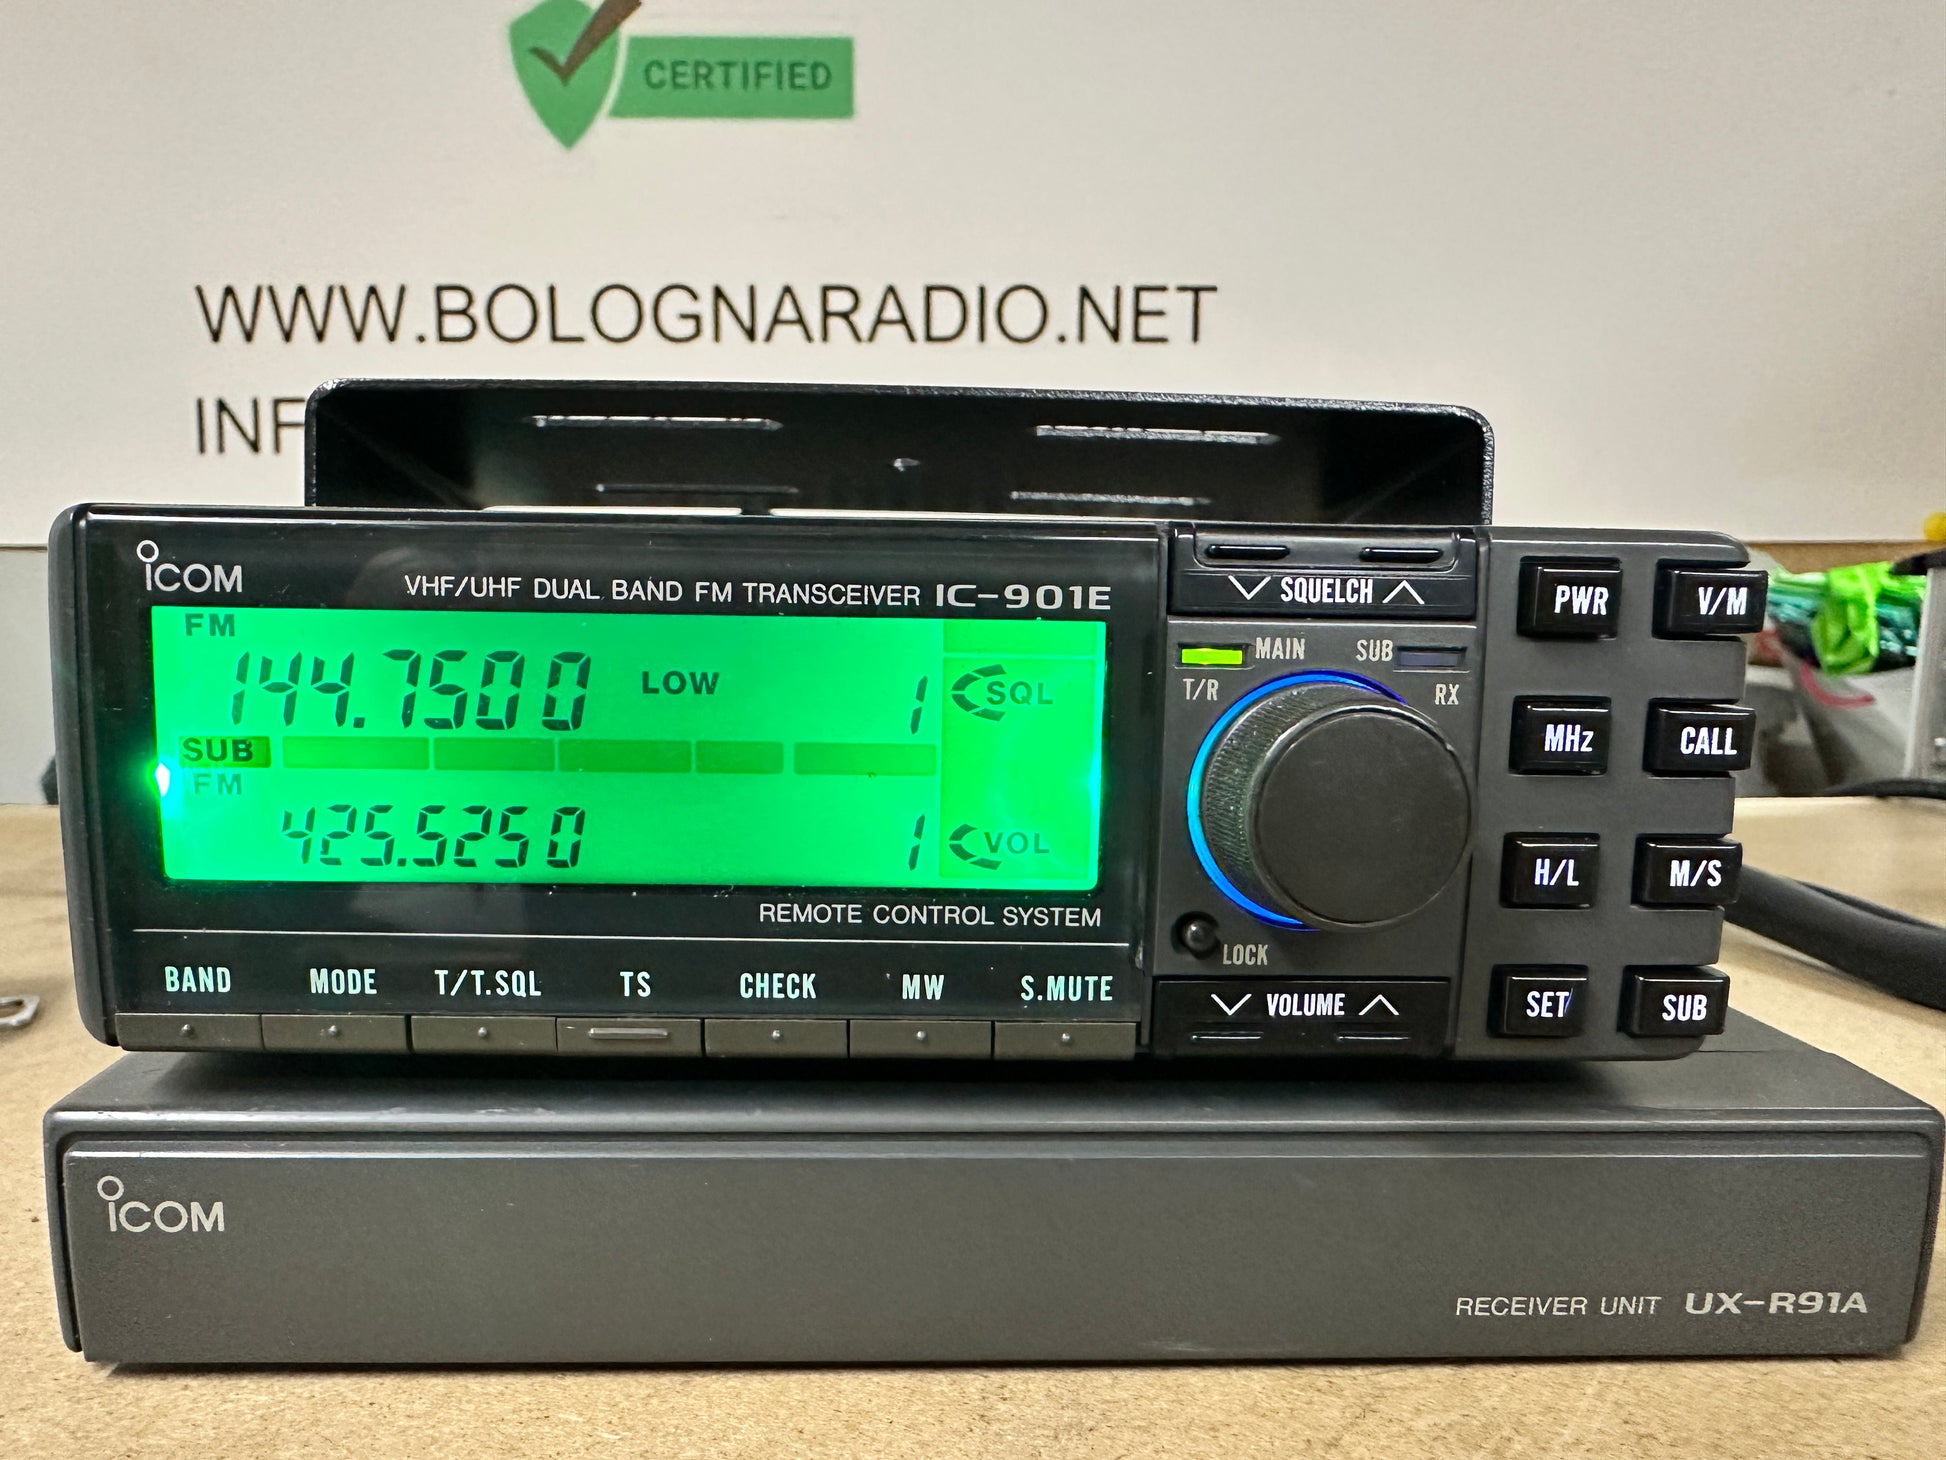 CERTIFIED
WWW.BOLOGNARADIO.NET
INF
ICOM
VHF/UHF DUAL BAND FM TRANSCEIVER IC-901E
FM
144.7500 LOW 1 SQL
SUB
FM
425.5250 1 VOL
REMOTE CONTROL SYSTEM
BAND MODE T/T.SQL TS CHECK MW S.MUTE
SQUELCH
MAIN SUB
T/R RX
LOCK
VOLUME
PWR V/M
MHz CALL
H/L M/S
SET SUB
ICOM
RECEIVER UNIT UX-R91A